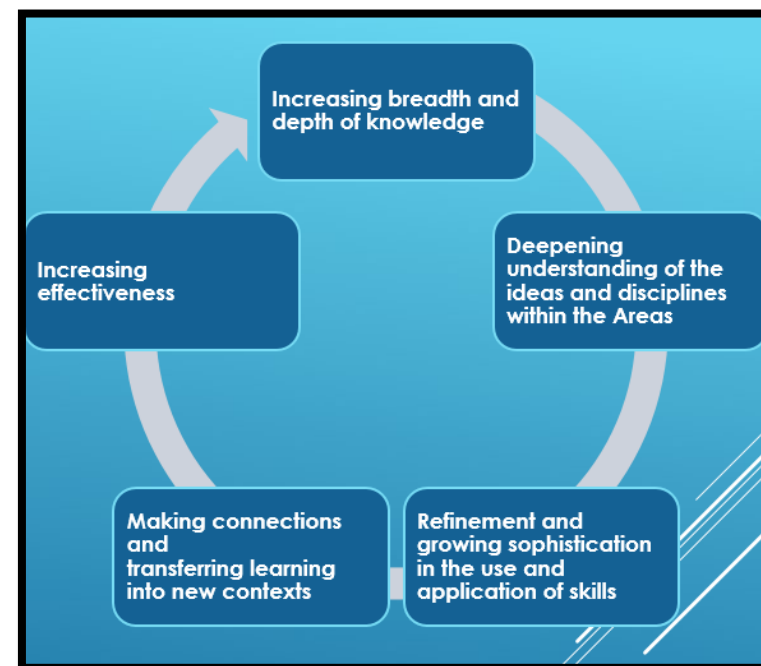 Increasing breadth and
depth of knowledge
Deepening
understanding of the
ideas and disciplines
within the Areas
Refinement and
growing sophistication
in the use and
application of skills
Making connections
and
transferring learning
into new contexts
Increasing
effectiveness